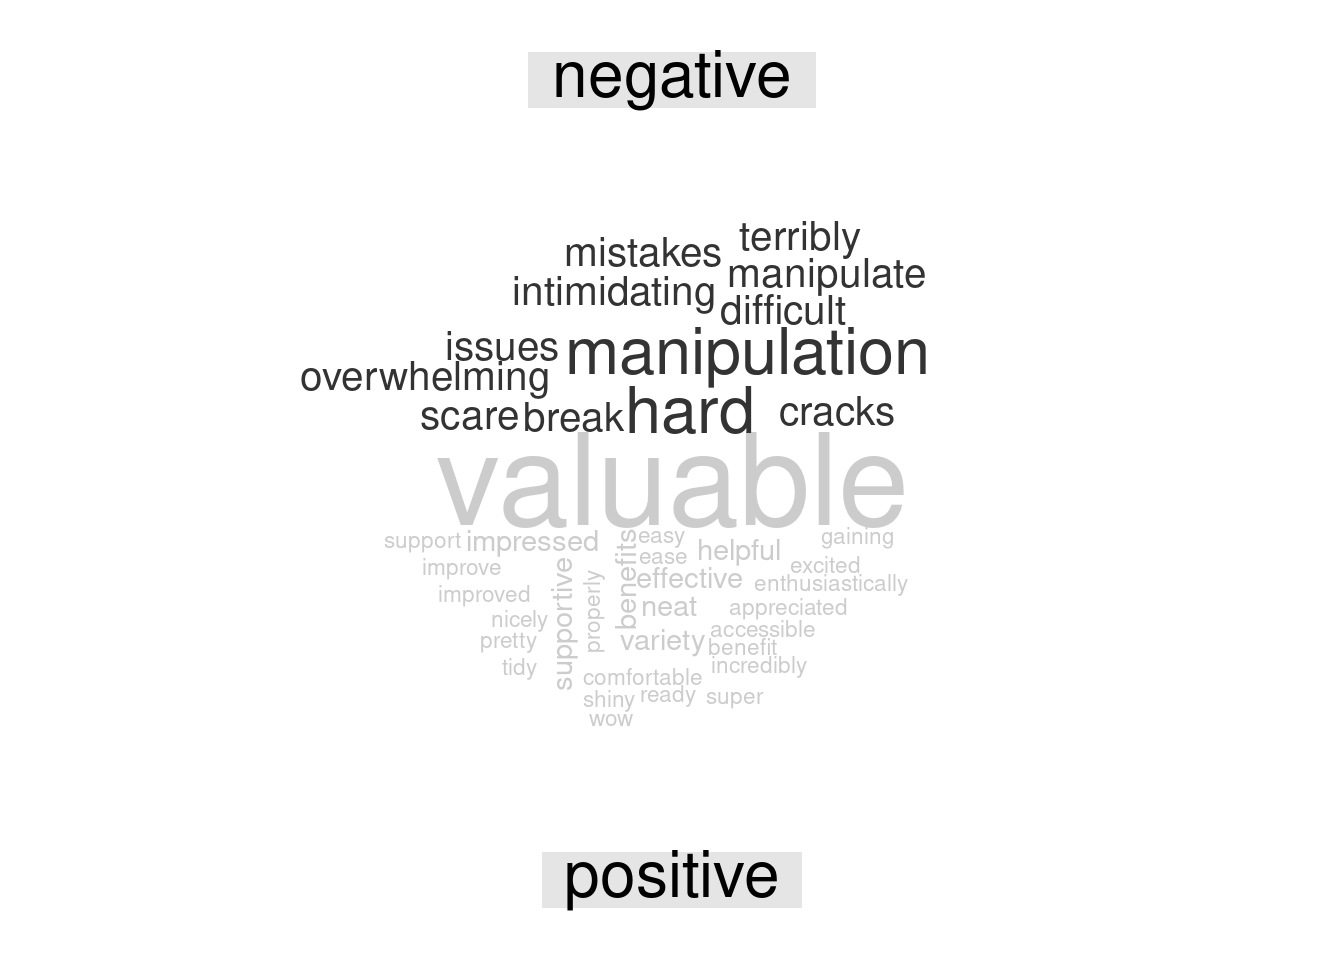 negative
terribly
mistakes
manipulate
intimidating
difficult
issues
manipulation
overwhelming
scare
break
hard
cracks
valuable
support
impressed
benefits
easy
helpful
gaining
ease
improve
supportive
properly
effective
excited
enthusiastically
improved
neat
appreciated
nicely
pretty
variety
accessible
benefit
tidy
incredibly
comfortable
shiny
ready
super
wow
positive